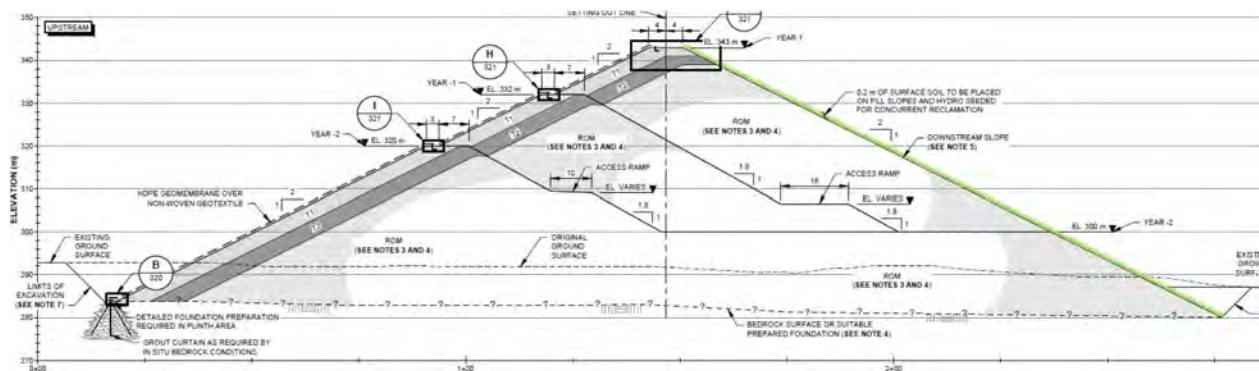 SETTING OUT LINE
350
UPSTREAM
321
4
4
EL. 343 m
YEAR 1
2
1
340
H
321
3
7
YEAR -1
EL. 332 m
330
I
321
2
1
3
7
YEAR -2
EL. 320 m
320
T1
T2
T1
T2
T1
T2
ROM
(SEE NOTES 3 AND 4)
ROM
(SEE NOTES 3 AND 4)
0.2 m OF SURFACE SOIL TO BE PLACED
ON FILL SLOPES AND HYDRO SEEDED
FOR CONCURRENT RECLAMATION
2
1
DOWNSTREAM SLOPE
(SEE NOTE 5)
10
ACCESS RAMP
EL. VARIES
1.8
1
1.8
1
16
ACCESS RAMP
EL. VARIES
1.8
1
310
ELEVATION (m)
HDPE GEOMEMBRANE OVER
NON-WOVEN GEOTEXTILE
2
1
300
EL. 300 m
YEAR -2
EXISTING
GROUND
SURFACE
B
320
ROM
(SEE NOTES 3 AND 4)
ORIGINAL
GROUND
SURFACE
ROM
(SEE NOTES 3 AND 4)
290
LIMITS OF
EXCAVATION
(SEE NOTE 7)
280
DETAILED FOUNDATION PREPARATION
REQUIRED IN PLINTH AREA
GROUT CURTAIN AS REQUIRED BY
IN SITU BEDROCK CONDITIONS.
BEDROCK SURFACE OR SUITABLE
PREPARED FOUNDATION (SEE NOTE 4)
270
0+00
1+00
2+00